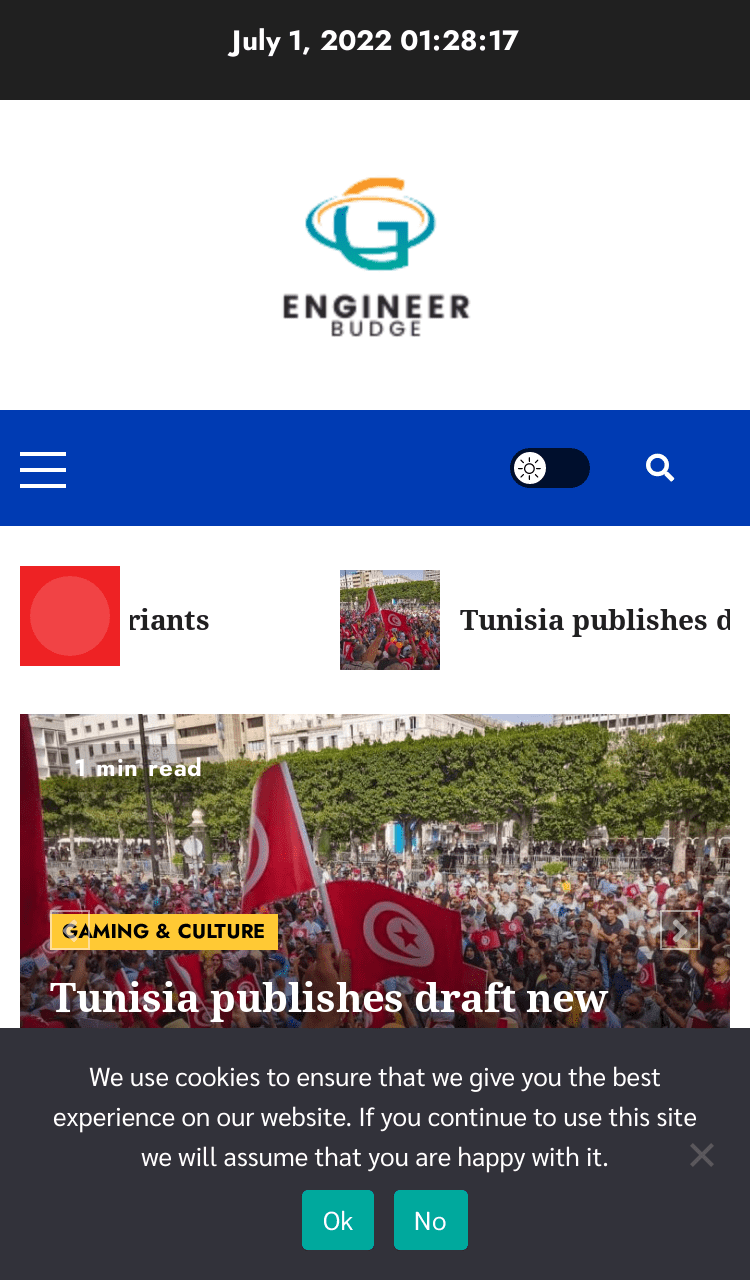 July 1, 2022 01:28:17
ENGINEER
BUDGE
riants
Tunisia publishes d
1 min read
GAMING & CULTURE
Tunisia publishes draft new
We use cookies to ensure that we give you the best
experience on our website. If you continue to use this site
we will assume that you are happy with it.
Ok
No